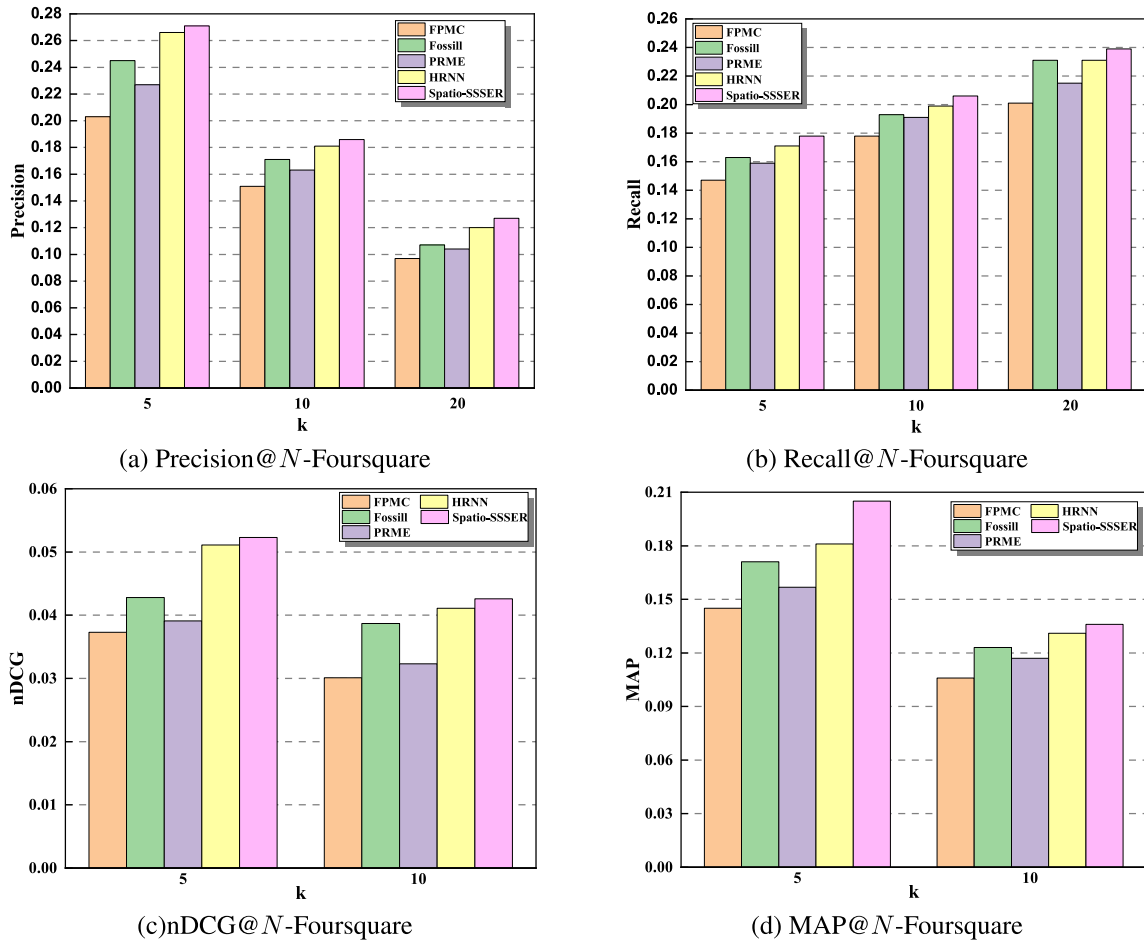 0.28
0.26
0.24
0.22
0.20
0.18
0.16
0.14
0.12
0.10
0.08
0.06
0.04
0.02
0.00
Precision
FPMC
Fossill
PRME
HRNN
Spatio-SSSER
5 10 20
k
(a) Precision@N-Foursquare
0.26
0.24
0.22
0.20
0.18
0.16
0.14
0.12
0.10
0.08
0.06
0.04
0.02
0.00
Recall
FPMC
Fossill
PRME
HRNN
Spatio-SSSER
5 10 20
k
(b) Recall@N-Foursquare
0.06
0.05
0.04
0.03
0.02
0.01
0.00
nDCG
FPMC HRNN
Fossill Spatio-SSSER
PRME
5 10
k
(c)nDCG@N-Foursquare
0.21
0.18
0.15
0.12
0.09
0.06
0.03
0.00
MAP
FPMC HRNN
Fossill Spatio-SSSER
PRME
5 10
k
(d) MAP@N-Foursquare